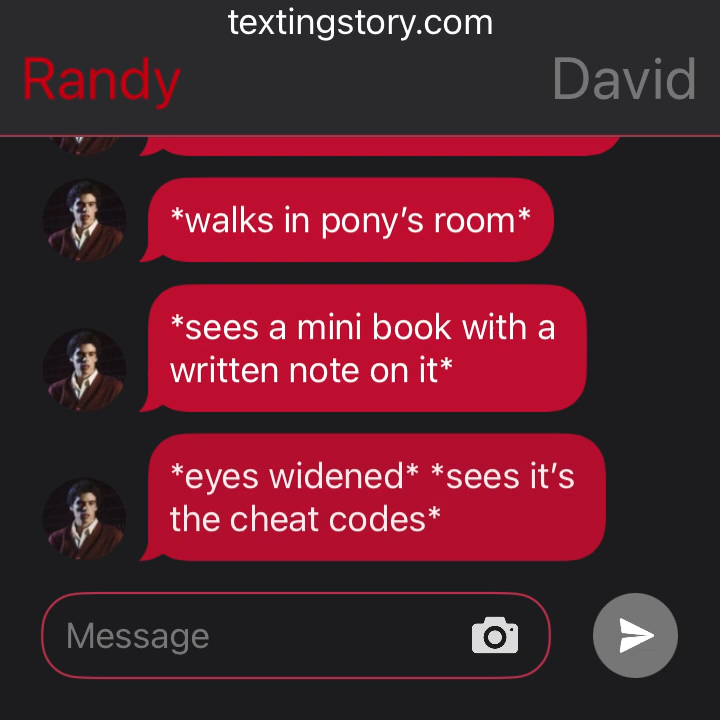 textingstory.com
Randy David
*walks in pony’s room*
*sees a mini book with a
written note on it*
*eyes widened* *sees it’s
the cheat codes*
Message